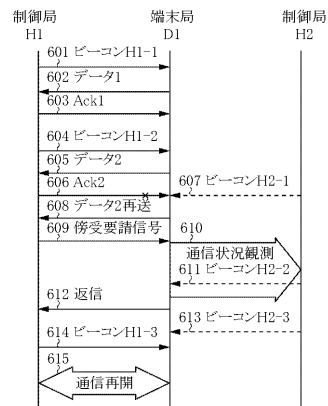 制御局
H1
端末局
D1
制御局
H2
601 ビーコンH1-1
602 データ1
603 Ack1
604 ビーコンH1-2
605 データ2
606 Ack2
607 ビーコンH2-1
608 データ2再送
609 傍受要請信号
610
通信状況観測
611 ビーコンH2-2
612 返信
613 ビーコンH2-3
614 ビーコンH1-3
615
通信再開